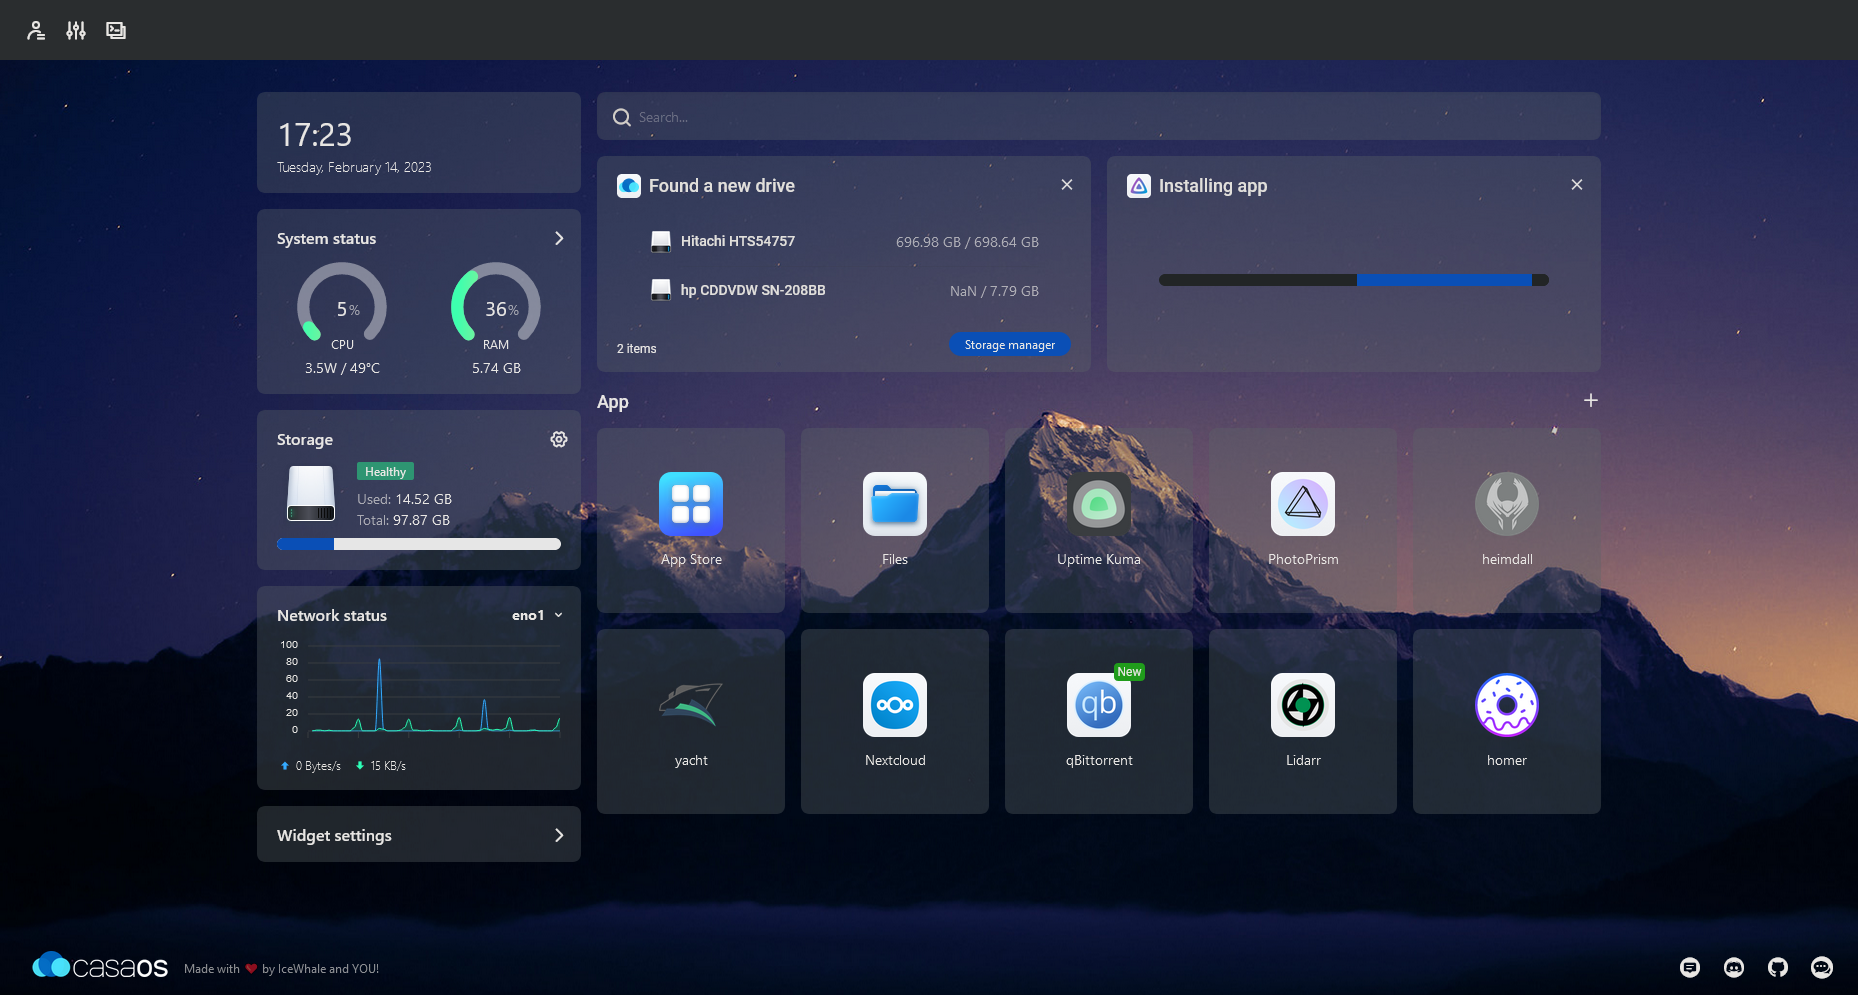 17:23
Tuesday, February 14, 2023
System status
5%
CPU
3.5W / 49°C
36%
RAM
5.74 GB
Storage
Healthy
Used: 14.52 GB
Total: 97.87 GB
Network status
eno1
100
80
60
40
20
0
0 Bytes/s
15 KB/s
Widget settings
Search...
Found a new drive
Hitachi HTS54757
696.98 GB / 698.64 GB
hp CDDVDW SN-208BB
NaN / 7.79 GB
2 items
Storage manager
Installing app
App
App Store
Files
Uptime Kuma
PhotoPrism
heimdall
yacht
Nextcloud
New
qb
qBittorrent
Lidarr
homer
casaos
Made with ❤ by IceWhale and YOU!